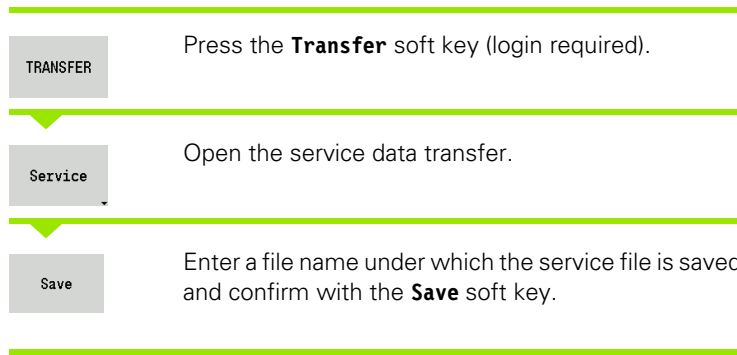 TRANSFER
Press the Transfer soft key (login required).
Service
Open the service data transfer.
Save
Enter a file name under which the service file is saved
and confirm with the Save soft key.